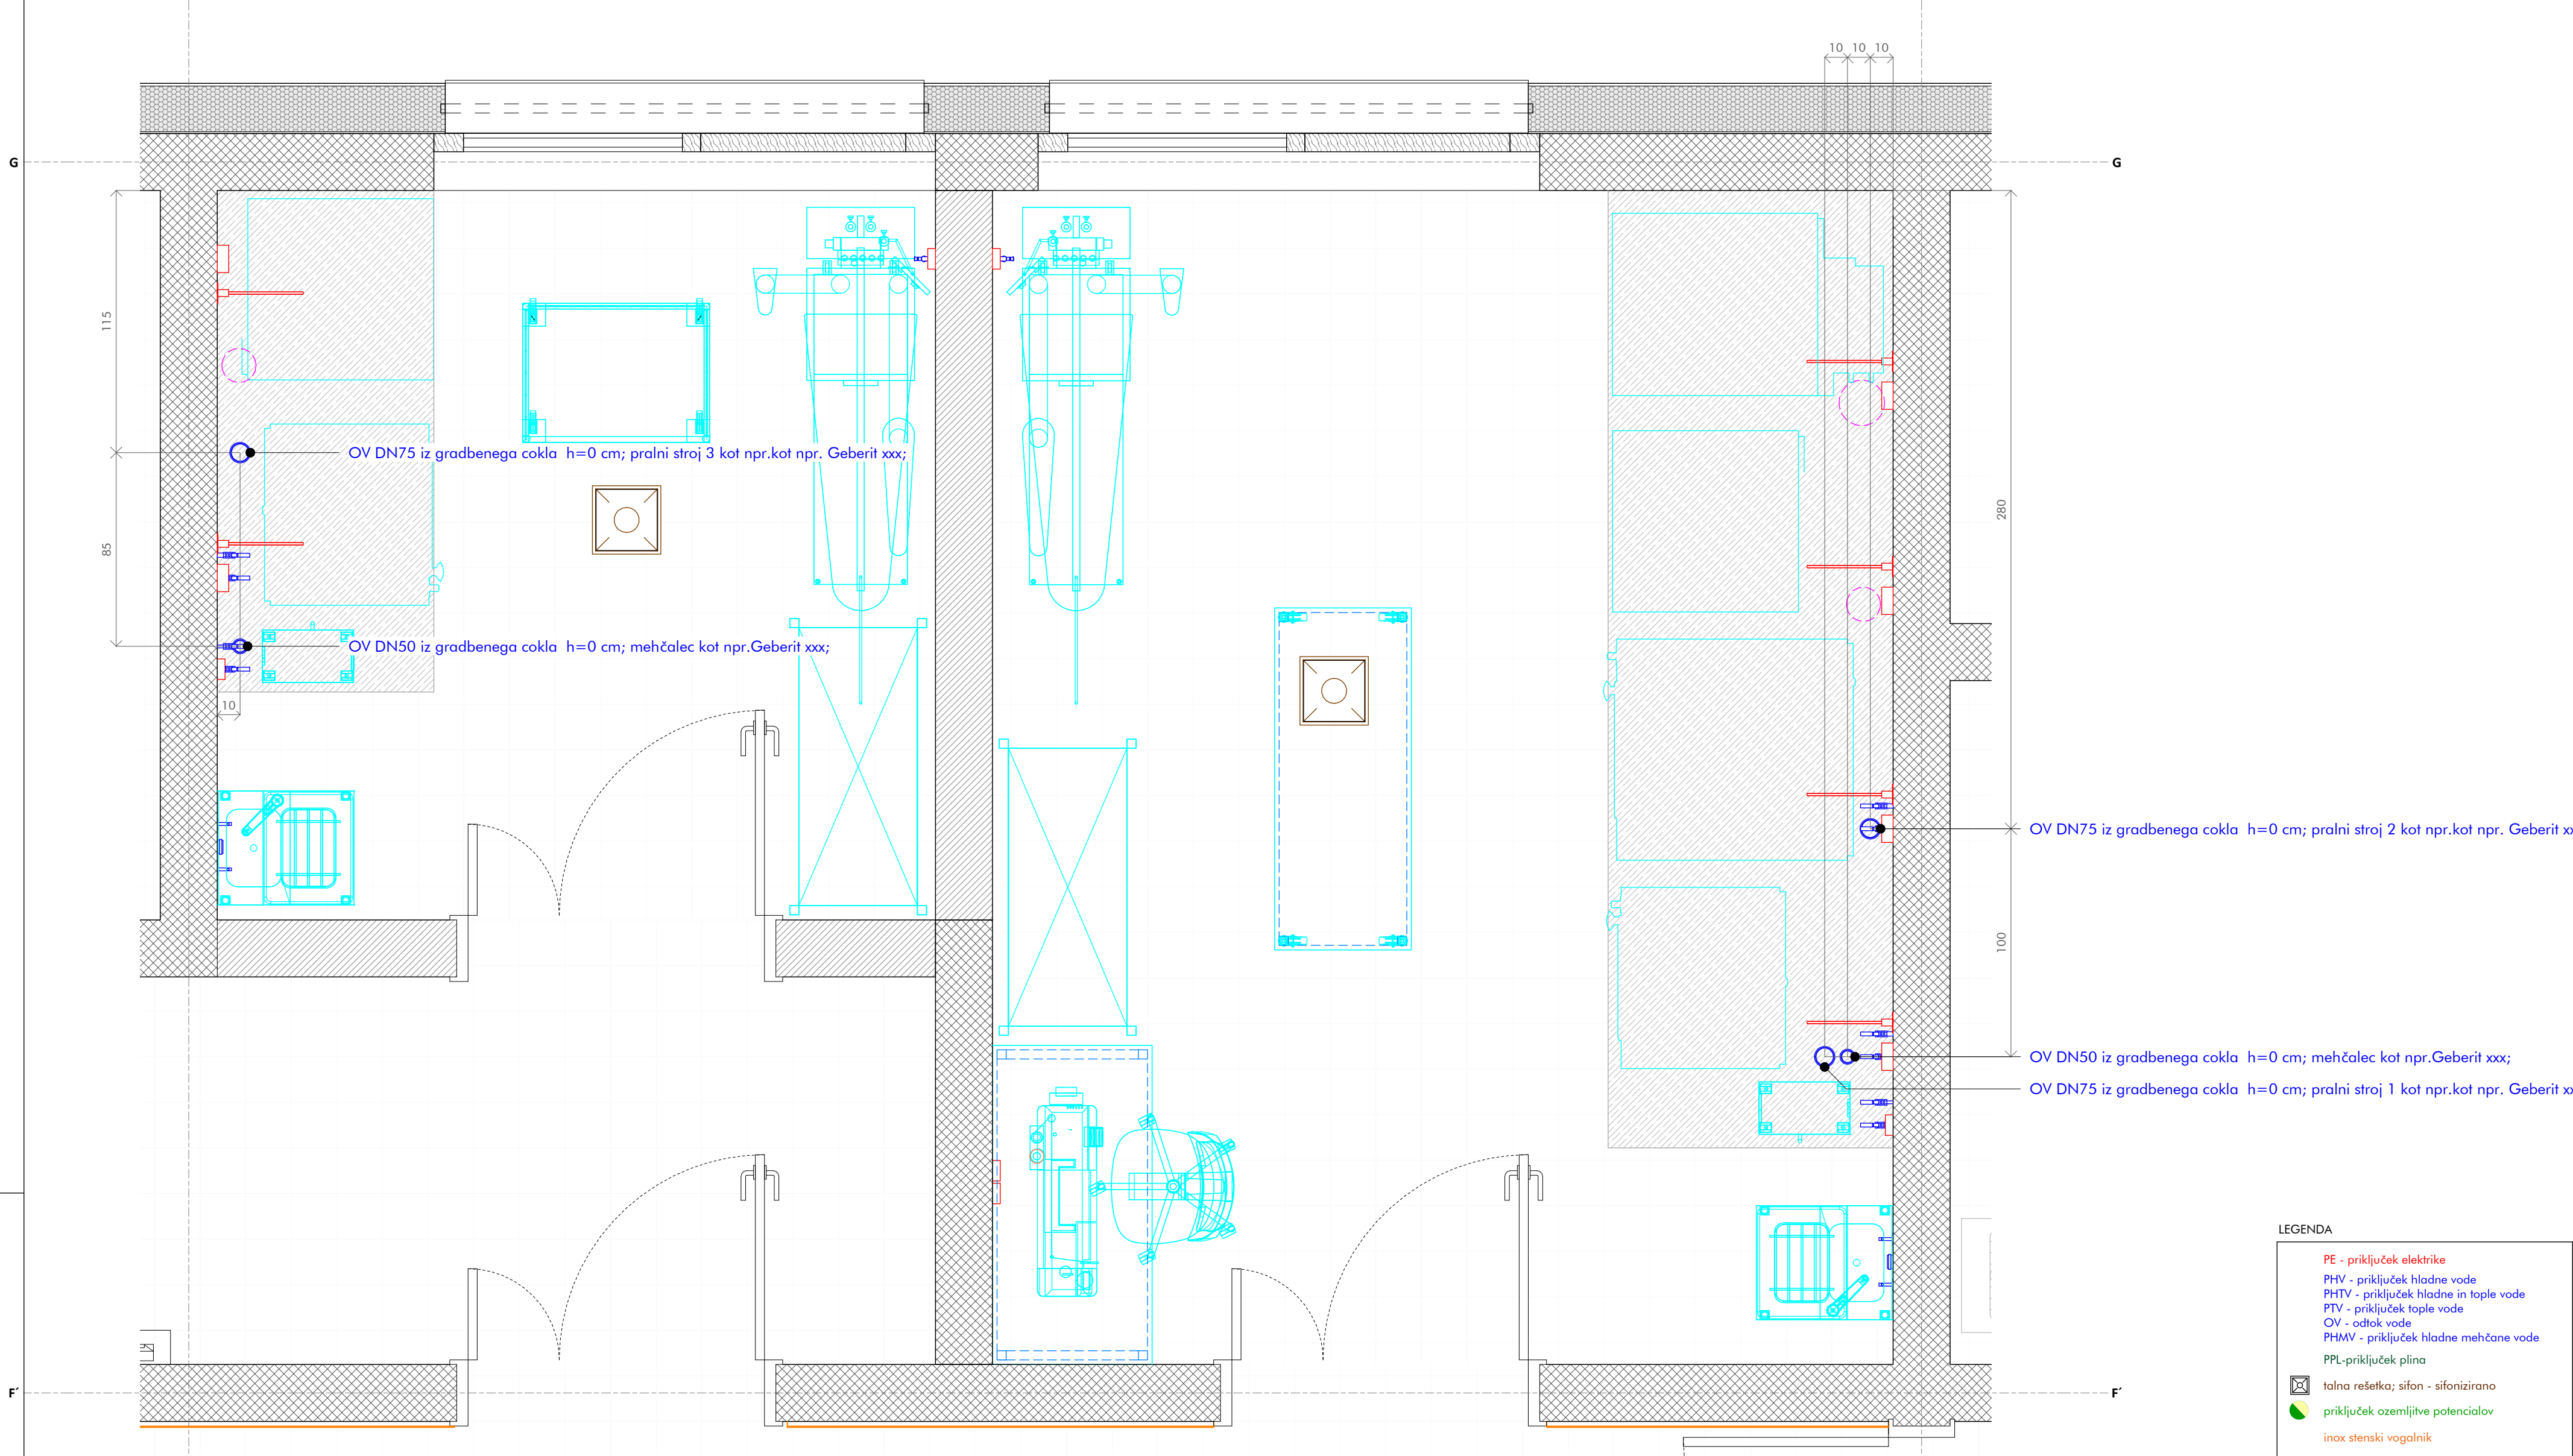 10 10 10
G G
115
OV DN75 iz gradbenega cokla h=0 cm; pralni stroj 3 kot npr.kot npr. Geberit xxx;
280
85
OV DN50 iz gradbenega cokla h=0 cm; mehčalec kot npr.Geberit xxx;
10
OV DN75 iz gradbenega cokla h=0 cm; pralni stroj 2 kot npr.kot npr. Geberit xx
100
OV DN50 iz gradbenega cokla h=0 cm; mehčalec kot npr.Geberit xxx;
OV DN75 iz gradbenega cokla h=0 cm; pralni stroj 1 kot npr.kot npr. Geberit xx
LEGENDA
PE - priključek elektrike
PHV - priključek hladne vode
PHTV - priključek hladne in tople vode
PTV - priključek tople vode
OV - odtok vode
PHMV - priključek hladne mehčane vode
PPL-priključek plina
talna rešetka; sifon - sifonizirano
F´ F´
priključek ozemljitve potencialov
inox stenski vogalnik